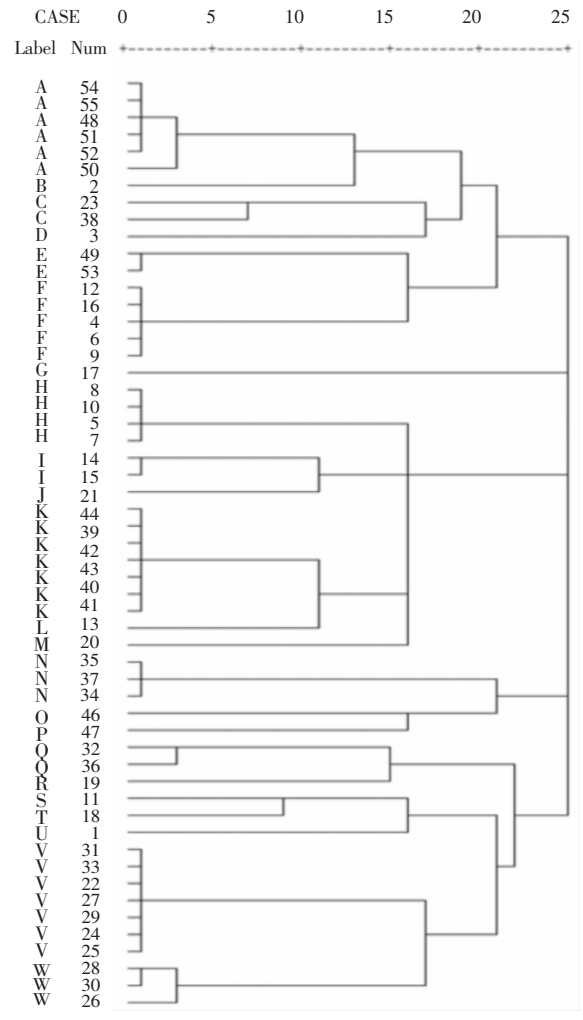 CASE 0 5 10 15 20 25
Label Num +---------+---------+---------+---------+---------+
A 54
A 55
A 48
A 51
A 52
A 50
B 2
C 23
C 38
D 3
E 49
E 53
F 12
F 16
F 4
F 6
F 9
G 17
H 8
H 10
H 5
H 7
I 14
I 15
J 21
K 44
K 39
K 42
K 43
K
K 40
K 41
L 13
M 20
N 35
N 37
N 34
O 46
P 47
Q 32
Q 36
R 19
S 11
T 18
U 1
V 31
V 33
V 22
V 27
V 29
V 24
V 25
W 28
W 30
W 26